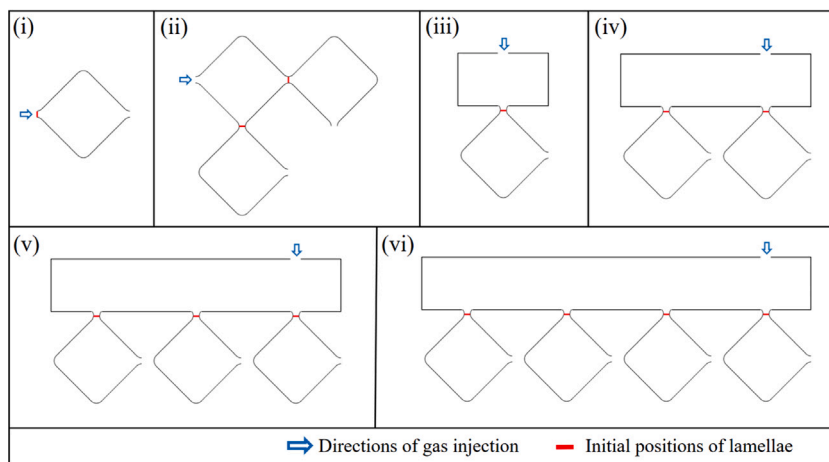 (i)
(ii)
(iii)
(iv)
(v)
(vi)
Directions of gas injection
Initial positions of lamellae